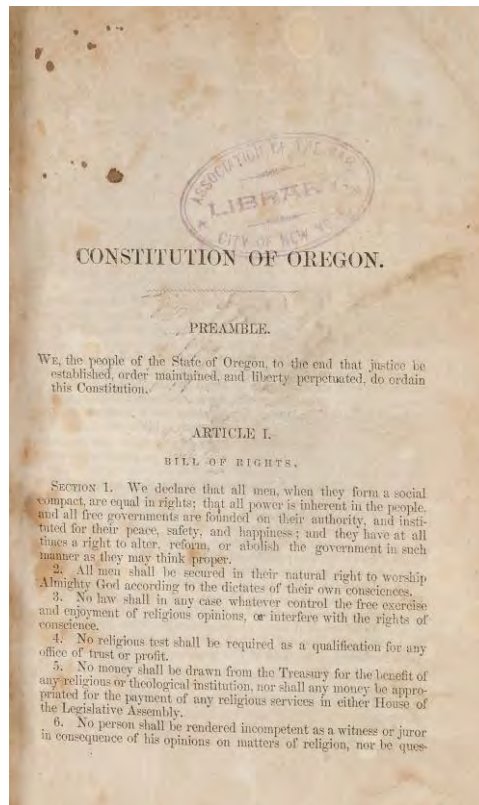 ASSOCIATION OF THE BAR
LIBRARY
CITY OF NEW YORK
CONSTITUTION OF OREGON.
PREAMBLE.
WE, the people of the State of Oregon, to the end that justice be
established, order maintained, and liberty perpetuated, do ordain
this Constitution.
ARTICLE I.
BILL OF RIGHTS.
SECTION 1. We declare that all men, when they form a social
compact, are equal in rights; that all power is inherent in the people,
and all free governments are founded on their authority, and insti-
tuted for their peace, safety, and happiness; and they have at all
times a right to alter, reform, or abolish the government in such
manner as they may think proper.
2. All men shall be secured in their natural right to worship
Almighty God according to the dictates of their own consciences.
3. No law shall in any case whatever control the free exercise
and enjoyment of religious opinions, or interfere with the rights of
conscience.
4. No religious test shall be required as a qualification for any
office of trust or profit.
5. No money shall be drawn from the Treasury for the benefit of
any religious or theological institution, nor shall any money be appro-
priated for the payment of any religious services in either House of
the Legislative Assembly.
6. No person shall be rendered incompetent as a witness or juror
in consequence of his opinions on matters of religion, nor be ques-